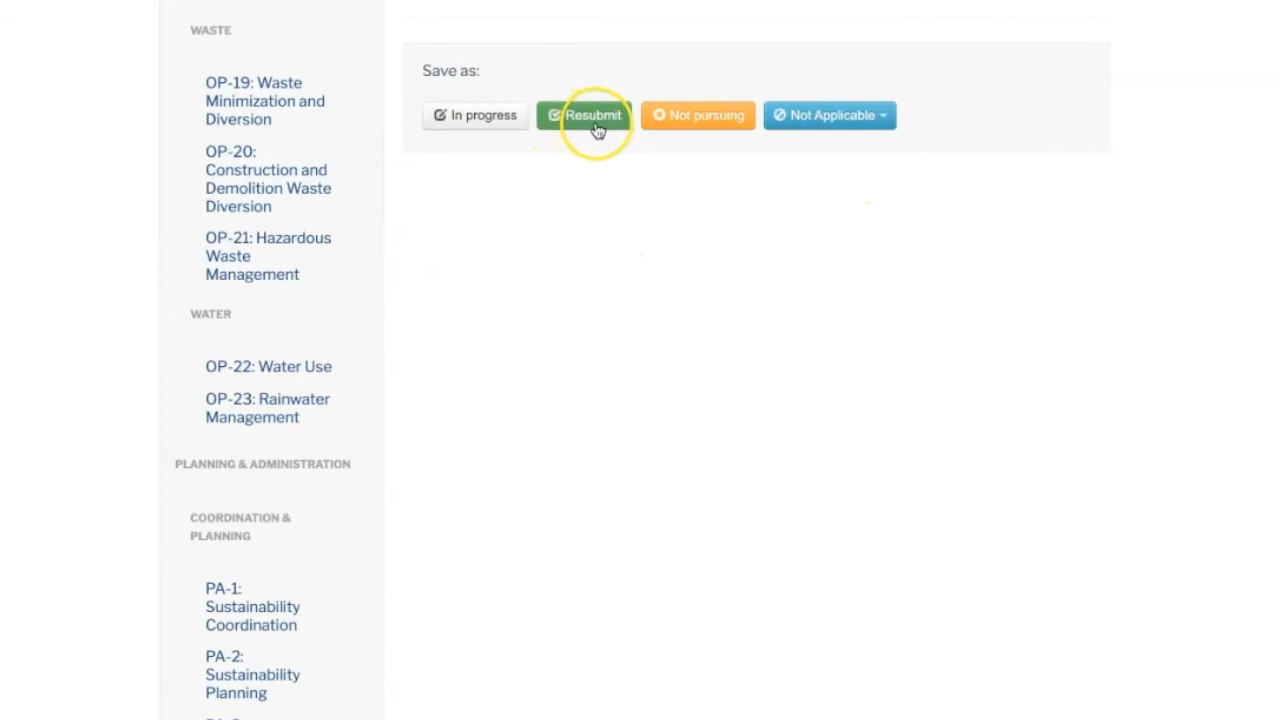 WASTE
OP-19: Waste
Minimization and
Diversion
OP-20:
Construction and
Demolition Waste
Diversion
OP-21: Hazardous
Waste
Management
WATER
OP-22: Water Use
OP-23: Rainwater
Management
PLANNING & ADMINISTRATION
COORDINATION &
PLANNING
PA-1:
Sustainability
Coordination
PA-2:
Sustainability
Planning
Save as:
In progress Resubmit Not pursuing Not Applicable